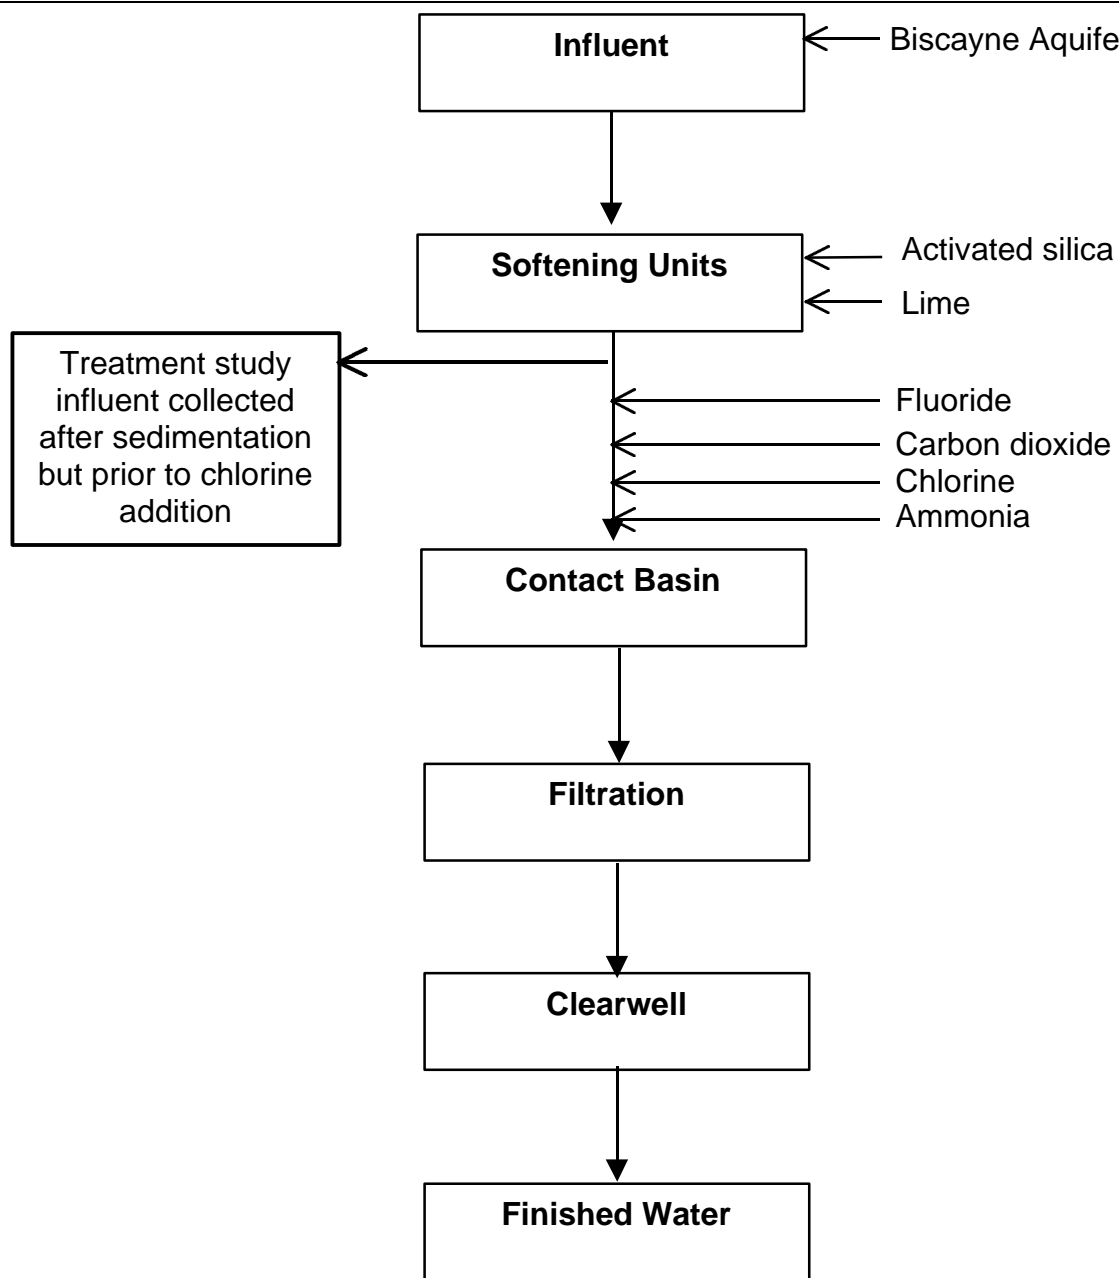 Influent
Biscayne Aquife
Softening Units
Activated silica
Lime
Treatment study
influent collected
after sedimentation
but prior to chlorine
addition
Fluoride
Carbon dioxide
Chlorine
Ammonia
Contact Basin
Filtration
Clearwell
Finished Water